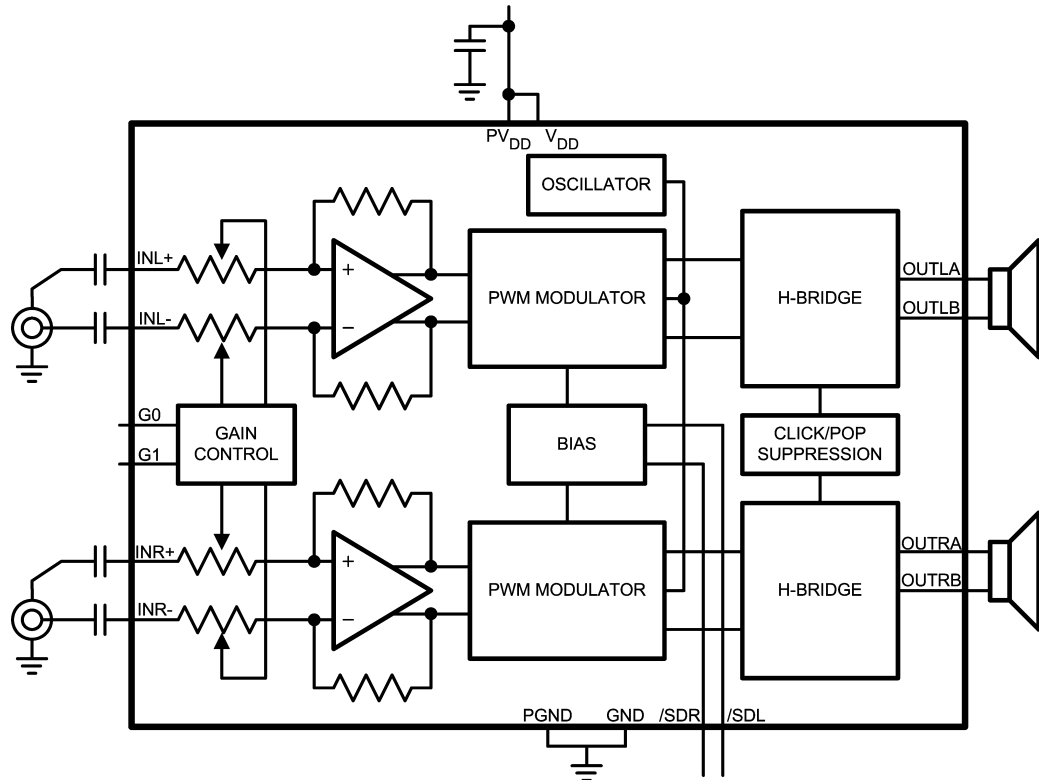 PVDD VDD
OSCILLATOR
INL+
+
PWM MODULATOR
H-BRIDGE
OUTLA
INL-
−
OUTLB
G0
GAIN
CONTROL
G1
BIAS
CLICK/POP
SUPPRESSION
INR+
+
PWM MODULATOR
H-BRIDGE
OUTRA
INR-
−
OUTRB
PGND GND /SDR /SDL